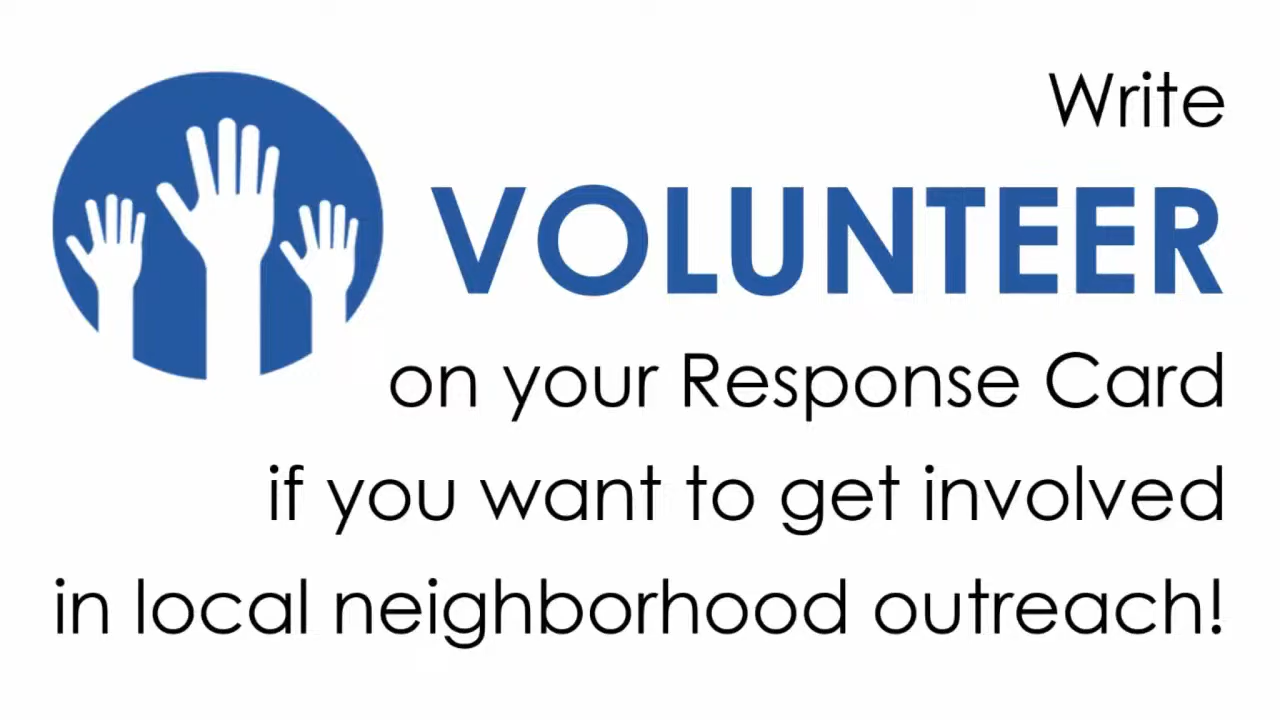 Write
VOLUNTEER
on your Response Card
if you want to get involved
in local neighborhood outreach!